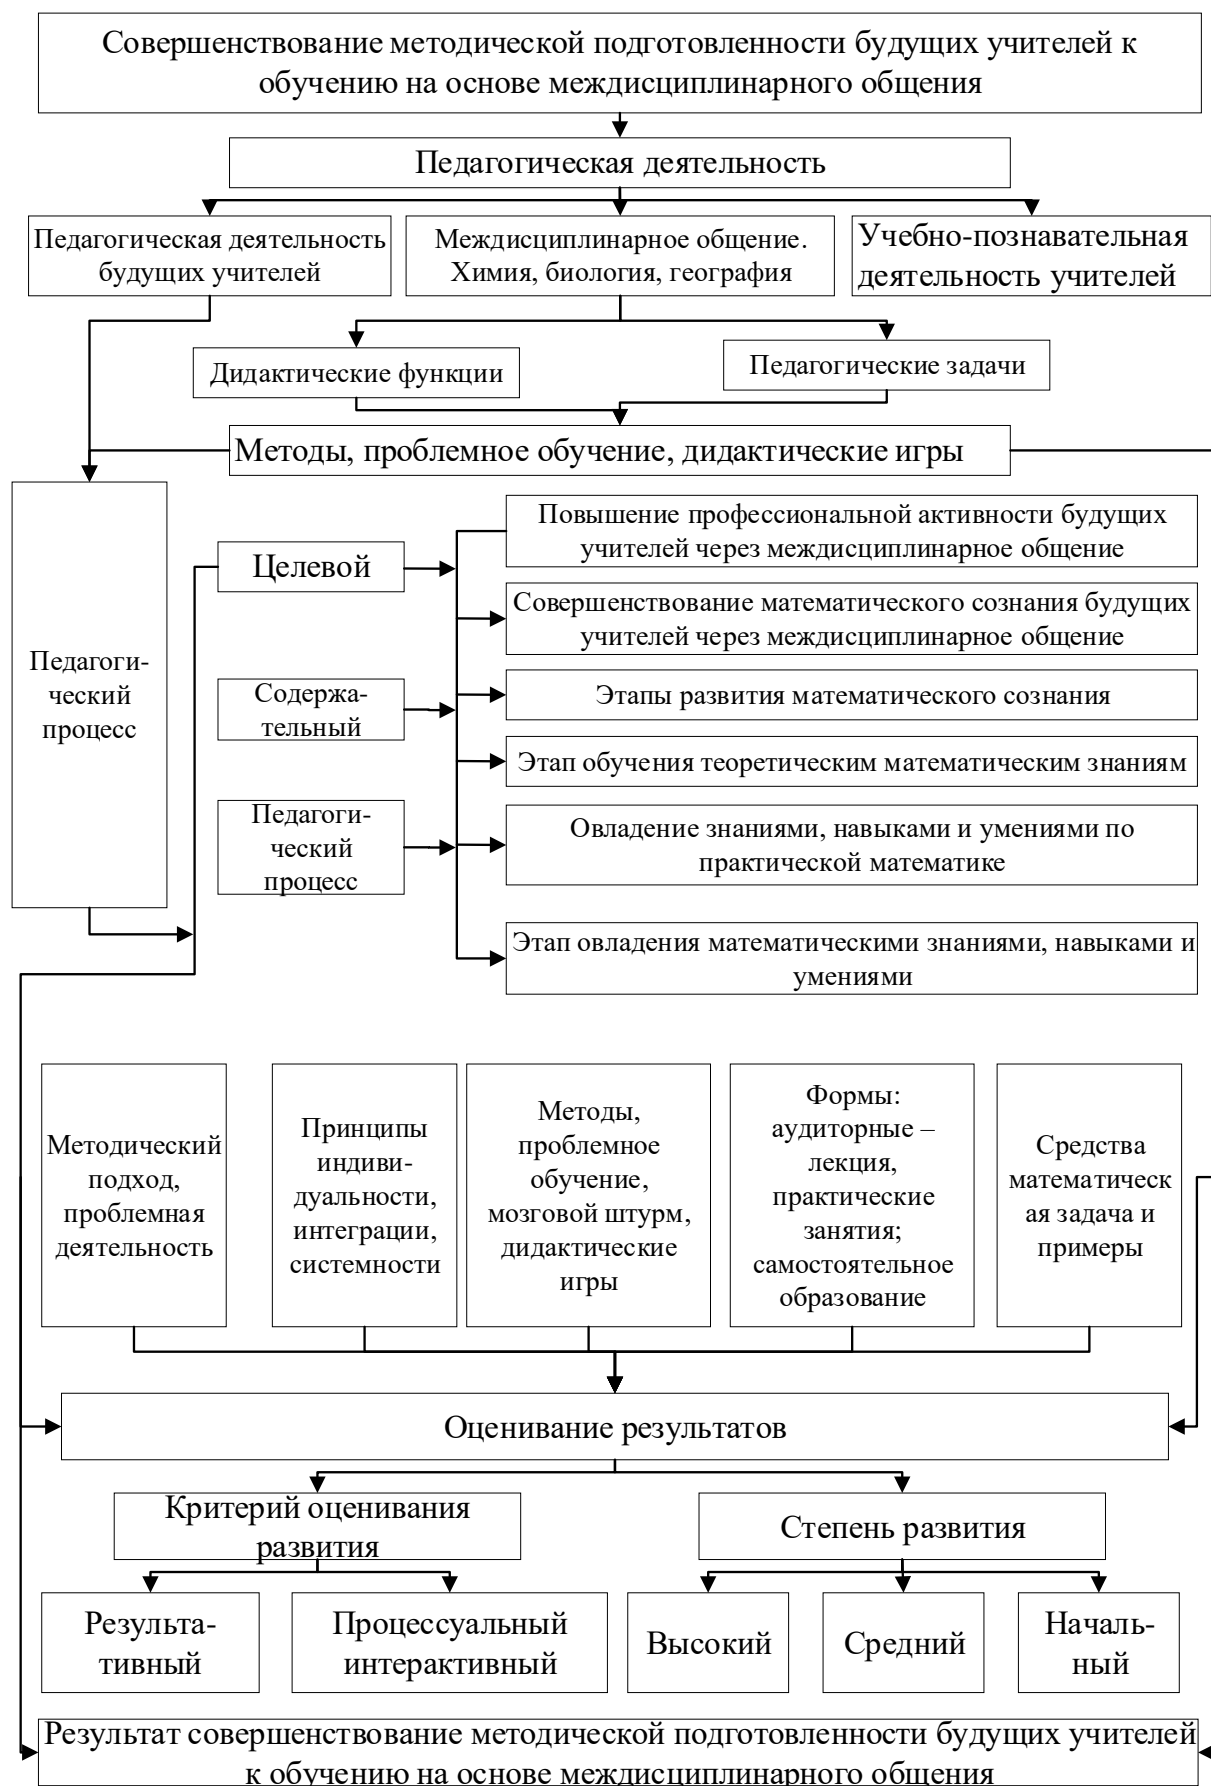 Совершенствование методической подготовленности будущих учителей к
обучению на основе междисциплинарного общения
Педагогическая деятельность
Педагогическая деятельность
будущих учителей
Междисциплинарное общение.
Химия, биология, география
Учебно-познавательная
деятельность учителей
Дидактические функции
Педагогические задачи
Методы, проблемное обучение, дидактические игры
Педагоги-
ческий
процесс
Целевой
Содержа-
тельный
Педагоги-
ческий
процесс
Повышение профессиональной активности будущих
учителей через междисциплинарное общение
Совершенствование математического сознания будущих
учителей через междисциплинарное общение
Этапы развития математического сознания
Этап обучения теоретическим математическим знаниям
Овладение знаниями, навыками и умениями по
практической математике
Этап овладения математическими знаниями, навыками и
умениями
Методический
подход,
проблемная
деятельность
Принципы
индиви-
дуальности,
интеграции,
системности
Методы,
проблемное
обучение,
мозговой штурм,
дидактические
игры
Формы:
аудиторные –
лекция,
практические
занятия;
самостоятельное
образование
Средства
математическ
ая задача и
примеры
Оценивание результатов
Критерий оценивания
развития
Степень развития
Результа-
тивный
Процессуальный
интерактивный
Высокий
Средний
Началь-
ный
Результат совершенствование методической подготовленности будущих учителей
к обучению на основе междисциплинарного общения